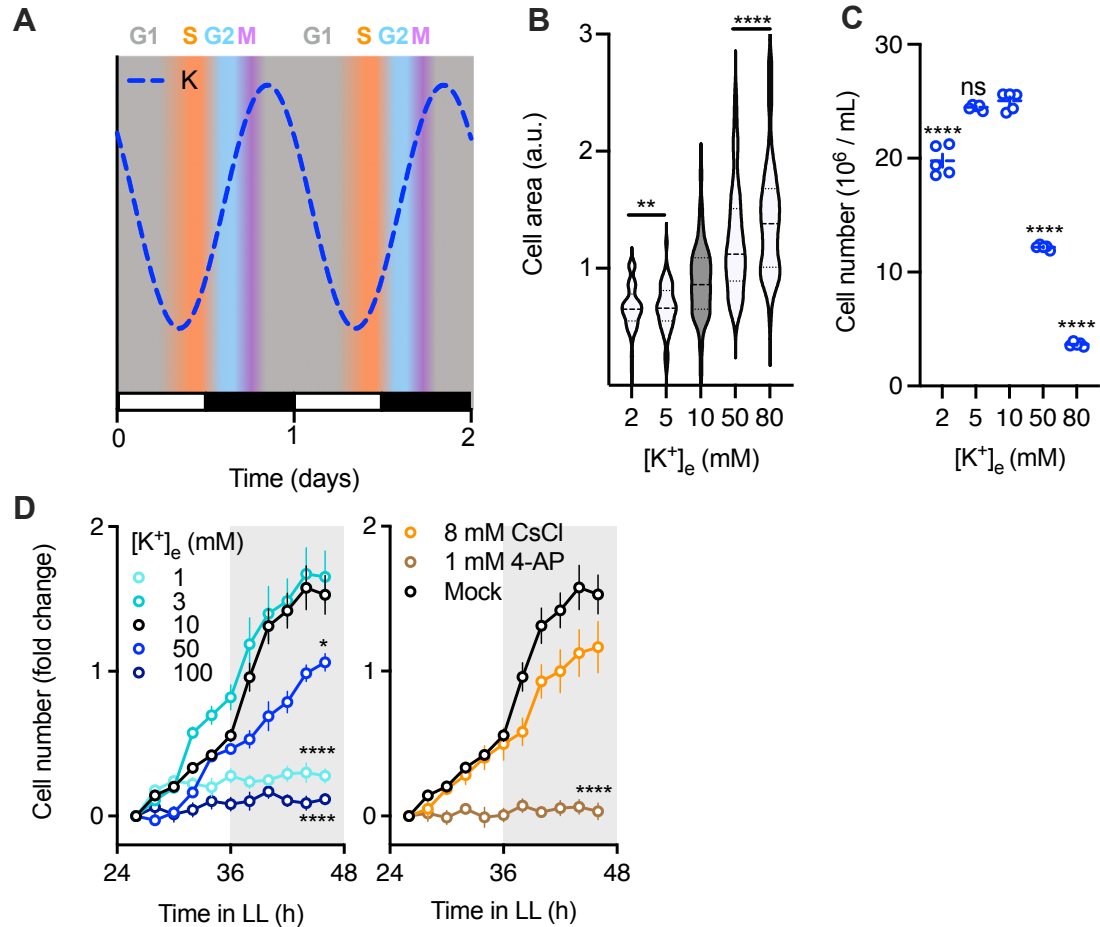 A
G1 S G2 M G1 S G2 M
K
0 1 2
Time (days)
B
Cell area (a.u.)
3
2
1
**
****
2 5 10 50 80
[K⁺]e (mM)
C
Cell number (10⁶ / mL)
30
20
10
0
****
ns
****
****
2 5 10 50 80
[K⁺]e (mM)
D
Cell number (fold change)
2
1
0
[K⁺]e (mM)
1
3
10
50
100
*
****
****
24 36 48
Time in LL (h)
2
1
0
8 mM CsCl
1 mM 4-AP
Mock
****
24 36 48
Time in LL (h)